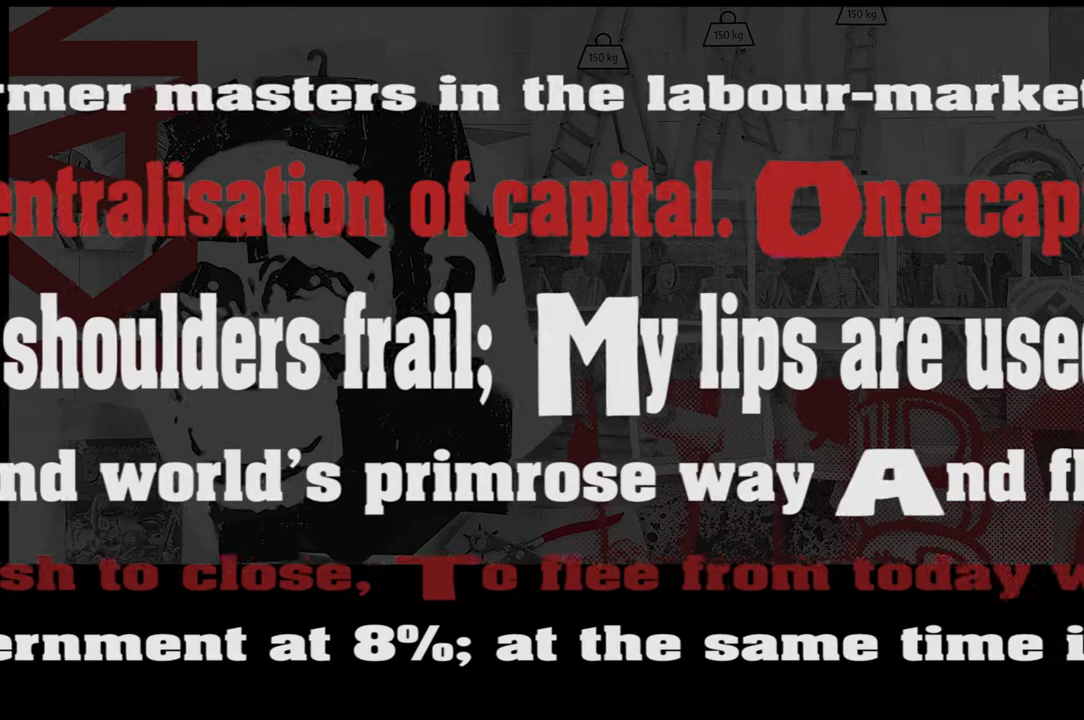 150 kg
150 kg
150 kg
rmer masters in the labour-market
entralisation of capital. One cap
shoulders frail; My lips are use
nd world's primrose way And fl
sh to close, To flee from today w
ernment at 8%; at the same time i